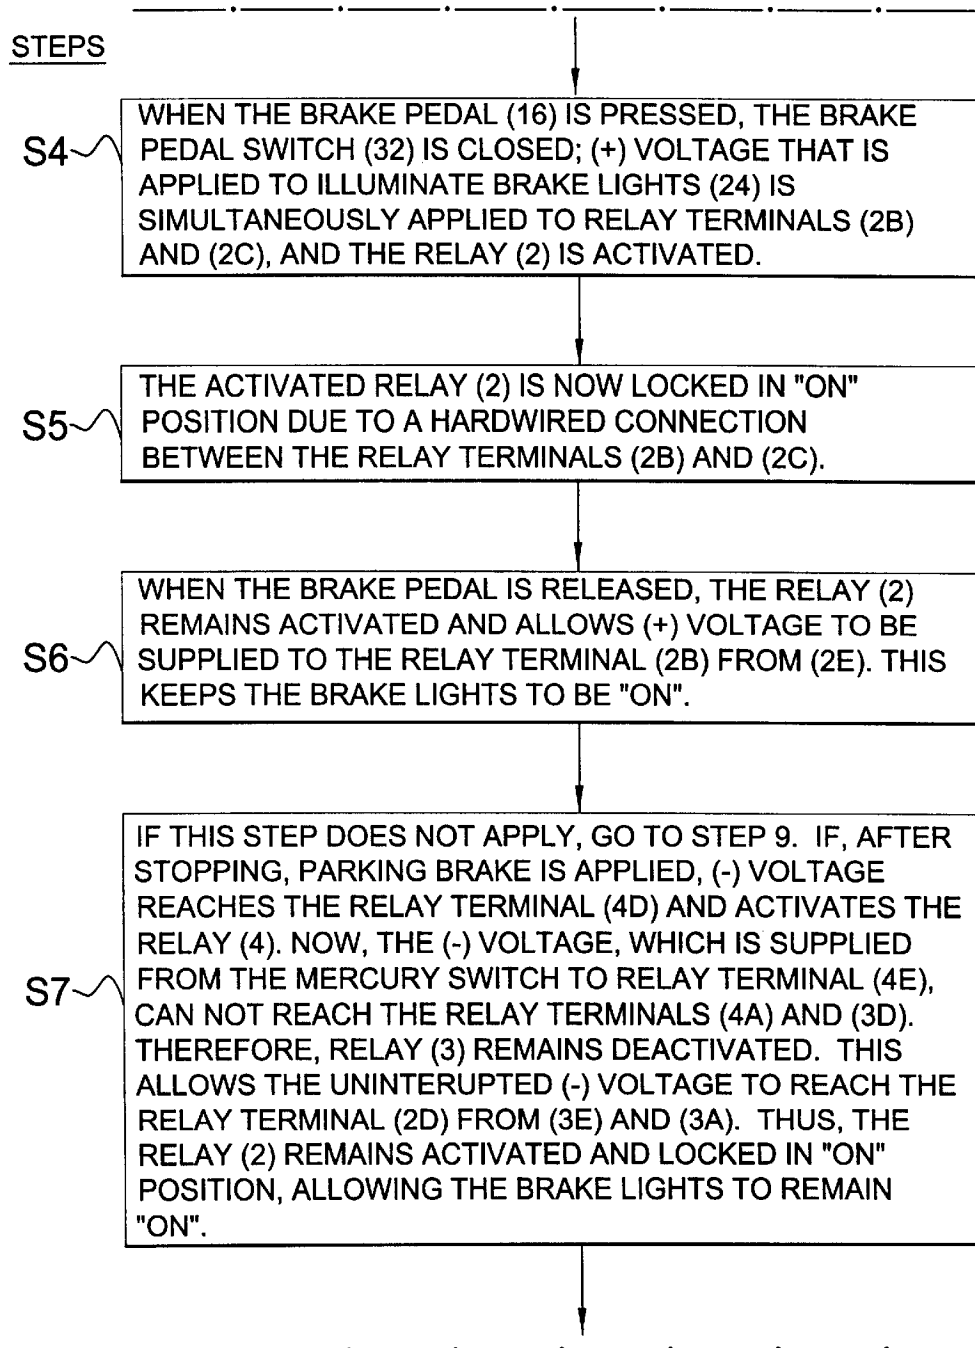 STEPS
S4
WHEN THE BRAKE PEDAL (16) IS PRESSED, THE BRAKE
PEDAL SWITCH (32) IS CLOSED; (+) VOLTAGE THAT IS
APPLIED TO ILLUMINATE BRAKE LIGHTS (24) IS
SIMULTANEOUSLY APPLIED TO RELAY TERMINALS (2B)
AND (2C), AND THE RELAY (2) IS ACTIVATED.
S5
THE ACTIVATED RELAY (2) IS NOW LOCKED IN "ON"
POSITION DUE TO A HARDWIRED CONNECTION
BETWEEN THE RELAY TERMINALS (2B) AND (2C).
S6
WHEN THE BRAKE PEDAL IS RELEASED, THE RELAY (2)
REMAINS ACTIVATED AND ALLOWS (+) VOLTAGE TO BE
SUPPLIED TO THE RELAY TERMINAL (2B) FROM (2E). THIS
KEEPS THE BRAKE LIGHTS TO BE "ON".
S7
IF THIS STEP DOES NOT APPLY, GO TO STEP 9. IF, AFTER
STOPPING, PARKING BRAKE IS APPLIED, (-) VOLTAGE
REACHES THE RELAY TERMINAL (4D) AND ACTIVATES THE
RELAY (4). NOW, THE (-) VOLTAGE, WHICH IS SUPPLIED
FROM THE MERCURY SWITCH TO RELAY TERMINAL (4E),
CAN NOT REACH THE RELAY TERMINALS (4A) AND (3D).
THEREFORE, RELAY (3) REMAINS DEACTIVATED. THIS
ALLOWS THE UNINTERUPTED (-) VOLTAGE TO REACH THE
RELAY TERMINAL (2D) FROM (3E) AND (3A). THUS, THE
RELAY (2) REMAINS ACTIVATED AND LOCKED IN "ON"
POSITION, ALLOWING THE BRAKE LIGHTS TO REMAIN
"ON".